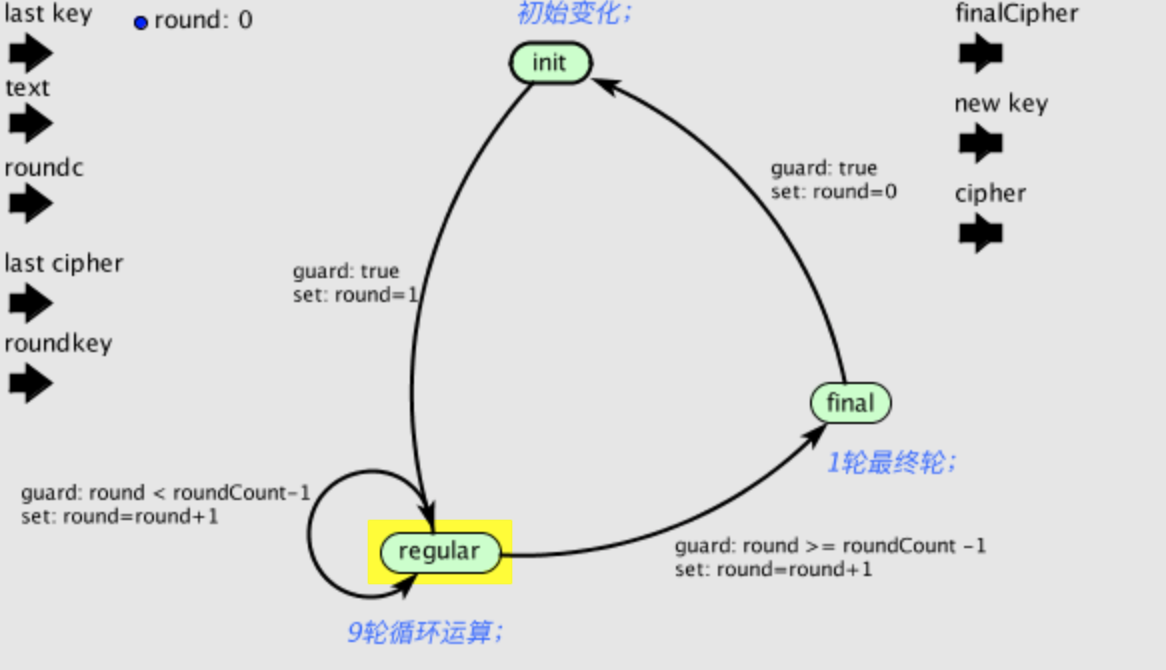 last key
round: 0
初始变化;
finalCipher
init
text
new key
roundc
guard: true
set: round=0
cipher
last cipher
guard: true
set: round=1
roundkey
final
1轮最终轮;
guard: round < roundCount-1
set: round=round+1
regular
guard: round >= roundCount -1
set: round=round+1
9轮循环运算;